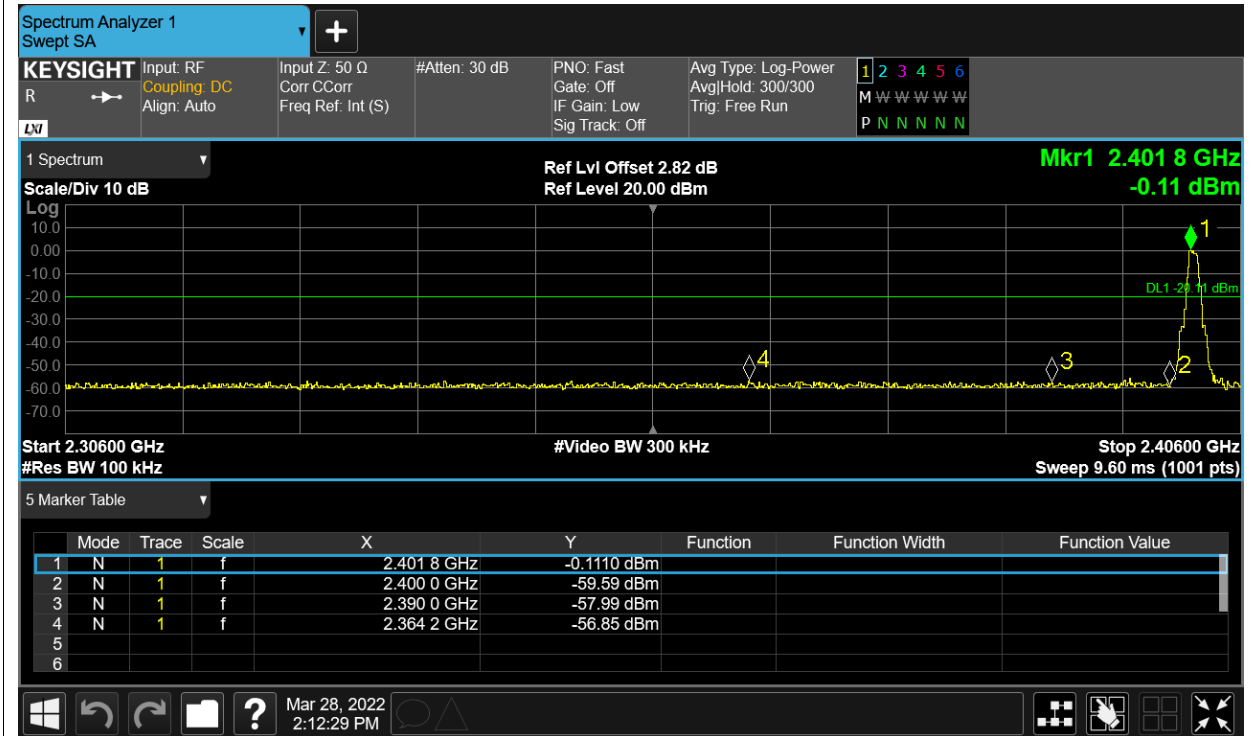 Spectrum Analyzer 1
Swept SA
KEYSIGHT Input: RF Input Z: 50 Ω #Atten: 30 dB PNO: Fast Avg Type: Log-Power 1 2 3 4 5 6
R Coupling: DC Corr CCorr Gate: Off Avg|Hold: 300/300 M W W W W W
Align: Auto Freq Ref: Int (S) IF Gain: Low Trig: Free Run
LXI Sig Track: Off P N N N N N
1 Spectrum Ref Lvl Offset 2.82 dB Mkr1 2.401 8 GHz
Scale/Div 10 dB Ref Level 20.00 dBm -0.11 dBm
Log
10.0 1
0.00
-10.0
-20.0 DL1 -20.11 dBm
-30.0
-40.0
-50.0 4 3 2
-60.0
-70.0
Start 2.30600 GHz #Video BW 300 kHz Stop 2.40600 GHz
#Res BW 100 kHz Sweep 9.60 ms (1001 pts)
5 Marker Table
Mode Trace Scale X Y Function Function Width Function Value
1 N 1 f 2.401 8 GHz -0.1110 dBm
2 N 1 f 2.400 0 GHz -59.59 dBm
3 N 1 f 2.390 0 GHz -57.99 dBm
4 N 1 f 2.364 2 GHz -56.85 dBm
5
6
? Mar 28, 2022
2:12:29 PM